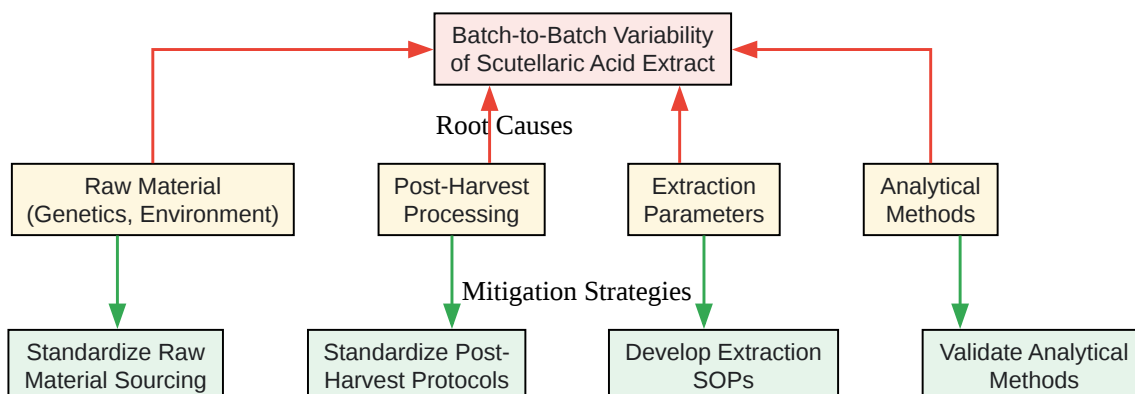 Batch-to-Batch Variability
of Scutellaric Acid Extract
Root Causes
Raw Material
(Genetics, Environment)
Post-Harvest
Processing
Extraction
Parameters
Analytical
Methods
Mitigation Strategies
Standardize Raw
Material Sourcing
Standardize Post-
Harvest Protocols
Develop Extraction
SOPs
Validate Analytical
Methods